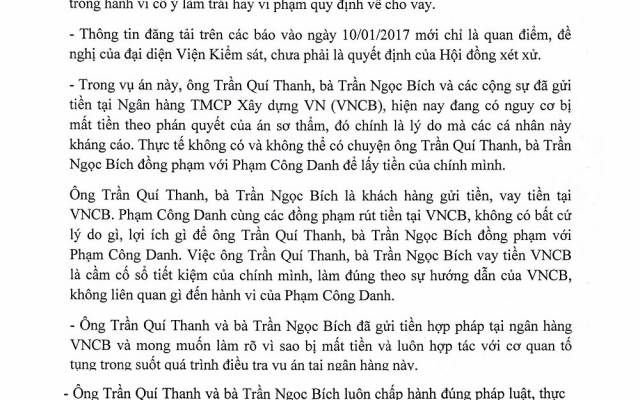 trong hành vi cố ý làm trái hay vi phạm quy định về cho vay.
- Thông tin đăng tải trên các báo vào ngày 10/01/2017 mới chỉ là quan điểm, đề
nghị của đại diện Viện Kiểm sát, chưa phải là quyết định của Hội đồng xét xử.
- Trong vụ án này, ông Trần Quí Thanh, bà Trần Ngọc Bích và các cộng sự đã gửi
tiền tại Ngân hàng TMCP Xây dựng VN (VNCB), hiện nay đang có nguy cơ bị
mất tiền theo phán quyết của án sơ thẩm, đó chính là lý do mà các cá nhân này
kháng cáo. Thực tế không có và không thể có chuyện ông Trần Quí Thanh, bà Trần
Ngọc Bích đồng phạm với Phạm Công Danh để lấy tiền của chính mình.
Ông Trần Quí Thanh, bà Trần Ngọc Bích là khách hàng gửi tiền, vay tiền tại
VNCB. Phạm Công Danh cùng các đồng phạm rút tiền tại VNCB, không có bất cứ
lý do gì, lợi ích gì để ông Trần Quí Thanh, bà Trần Ngọc Bích đồng phạm với
Phạm Công Danh. Việc ông Trần Quí Thanh, bà Trần Ngọc Bích vay tiền VNCB
là cầm cố sổ tiết kiệm của chính mình, làm đúng theo sự hướng dẫn của VNCB,
không liên quan gì đến hành vi của Phạm Công Danh.
- Ông Trần Quí Thanh và bà Trần Ngọc Bích đã gửi tiền hợp pháp tại ngân hàng
VNCB và mong muốn làm rõ vì sao bị mất tiền và luôn hợp tác với cơ quan tố
tụng trong suốt quá trình điều tra vụ án tại ngân hàng này.
- Ông Trần Quí Thanh và bà Trần Ngọc Bích luôn chấp hành đúng pháp luật, thực